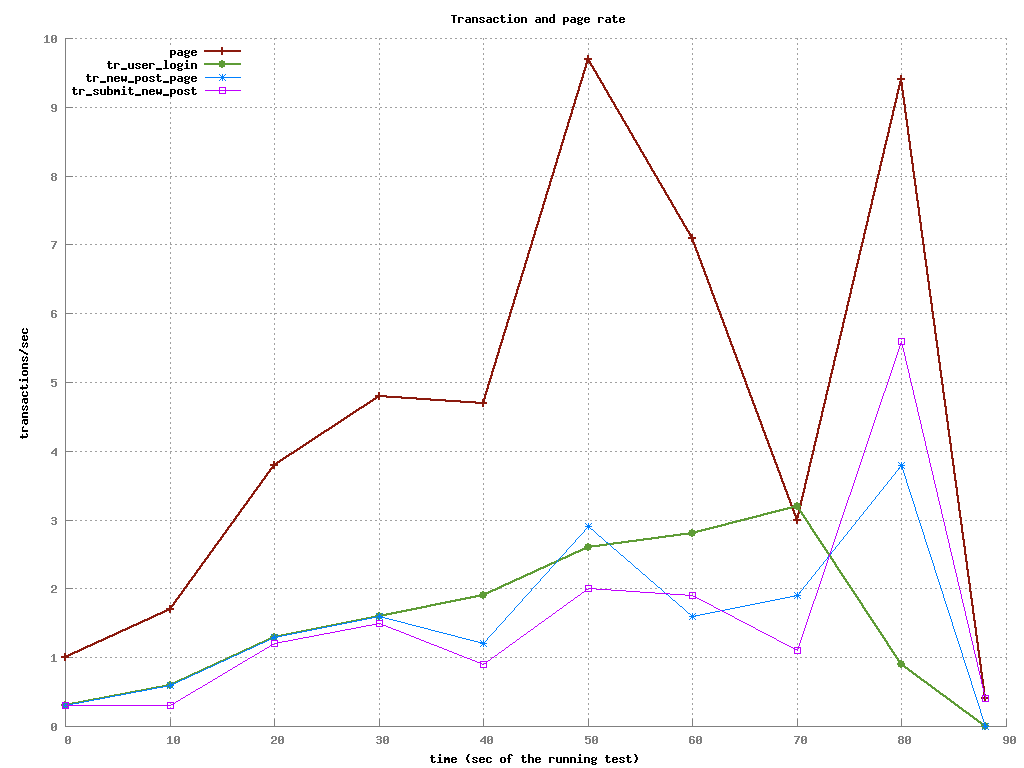 Transaction and page rate
page
tr_user_login
tr_new_post_page
tr_submit_new_post
10
9
8
7
6
5
4
3
2
1
0
transactions/sec
0 10 20 30 40 50 60 70 80 90
time (sec of the running test)